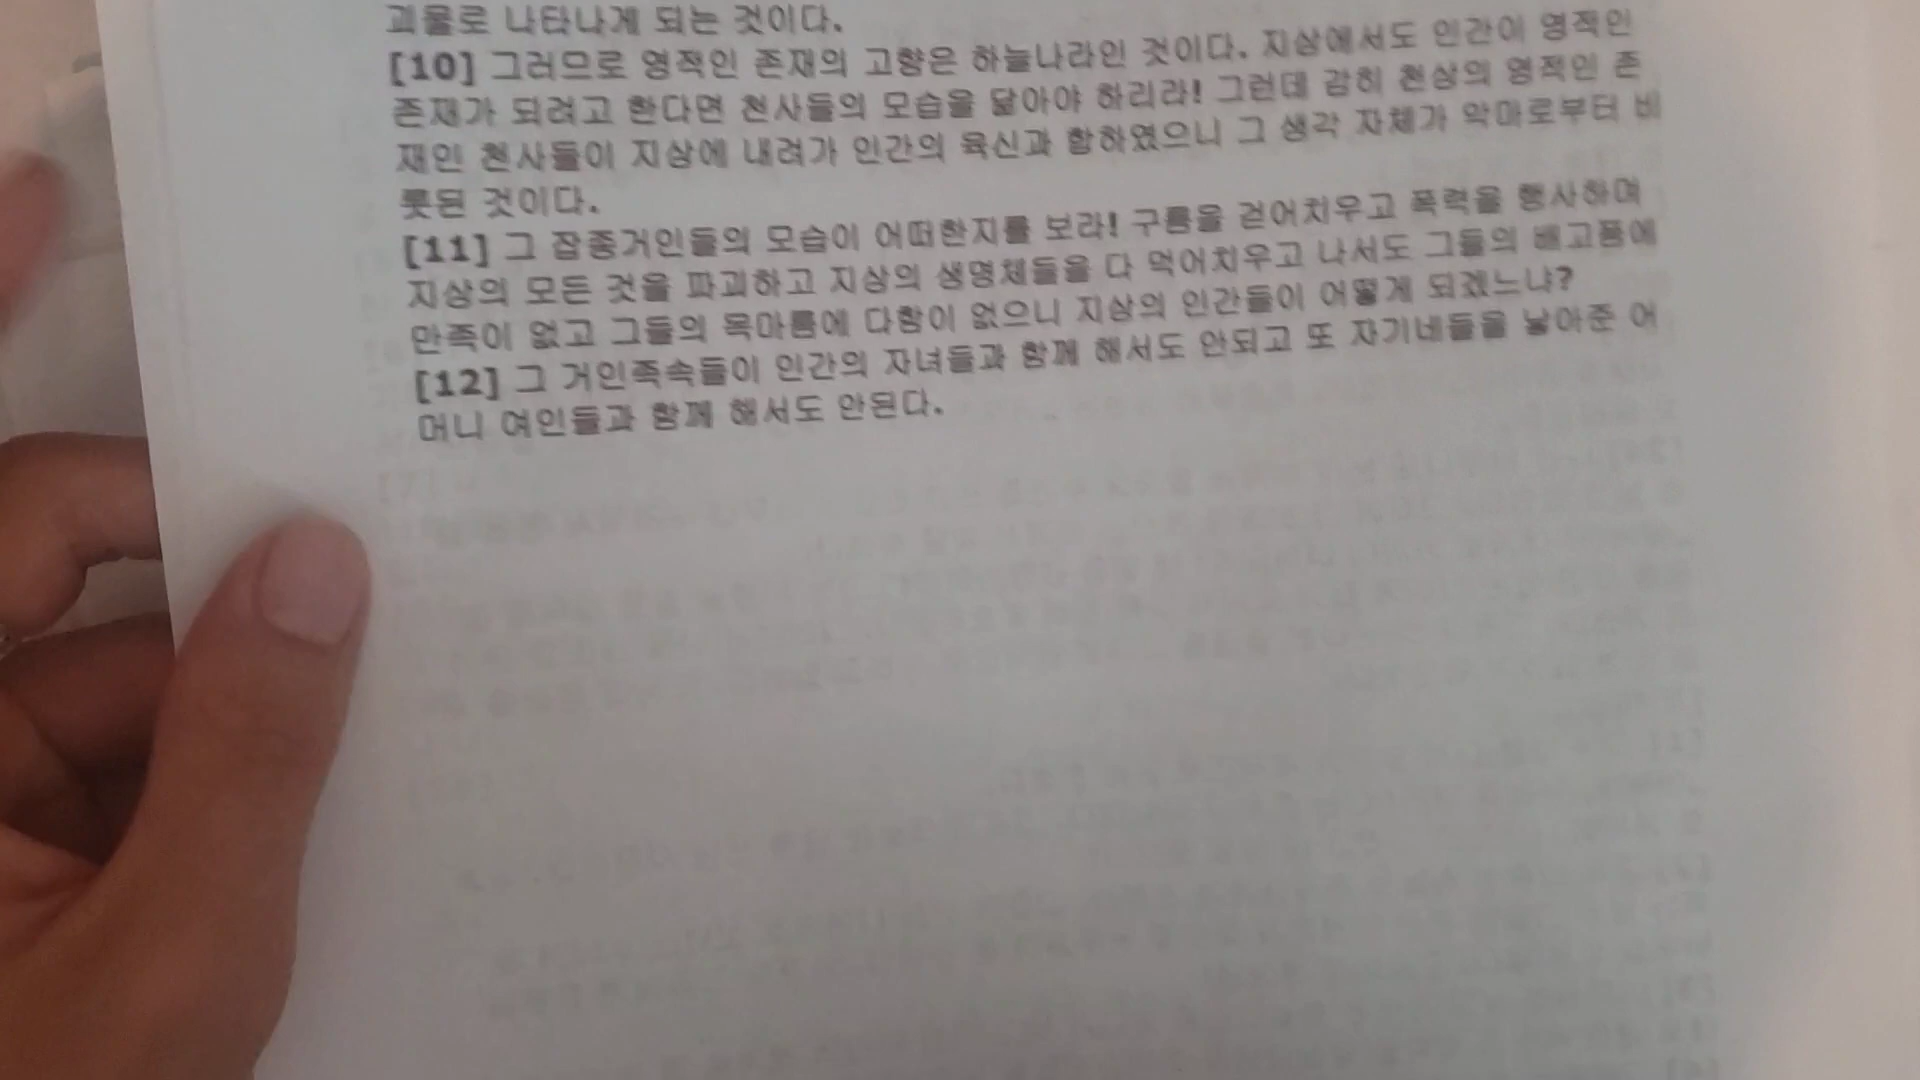 괴물로 나타나게 되는 것이다.
[10] 그러므로 영적인 존재의 고향은 하늘나라인 것이다. 지상에서도 인간이 영적인
존재가 되려고 한다면 천사들의 모습을 닮아야 하리라! 그런데 감히 천상의 영적인 존
재인 천사들이 지상에 내려가 인간의 육신과 합하였으니 그 생각 자체가 악마로부터 비
롯된 것이다.
[11] 그 잡종거인들의 모습이 어떠한지를 보라! 구름을 걷어치우고 폭력을 행사하며
지상의 모든 것을 파괴하고 지상의 생명체들을 다 먹어치우고 나서도 그들의 배고픔에
만족이 없고 그들의 목마름에 다함이 없으니 지상의 인간들이 어떻게 되겠느냐?
[12] 그 거인족속들이 인간의 자녀들과 함께 해서도 안되고 또 자기네들을 낳아준 어
머니 여인들과 함께 해서도 안된다.